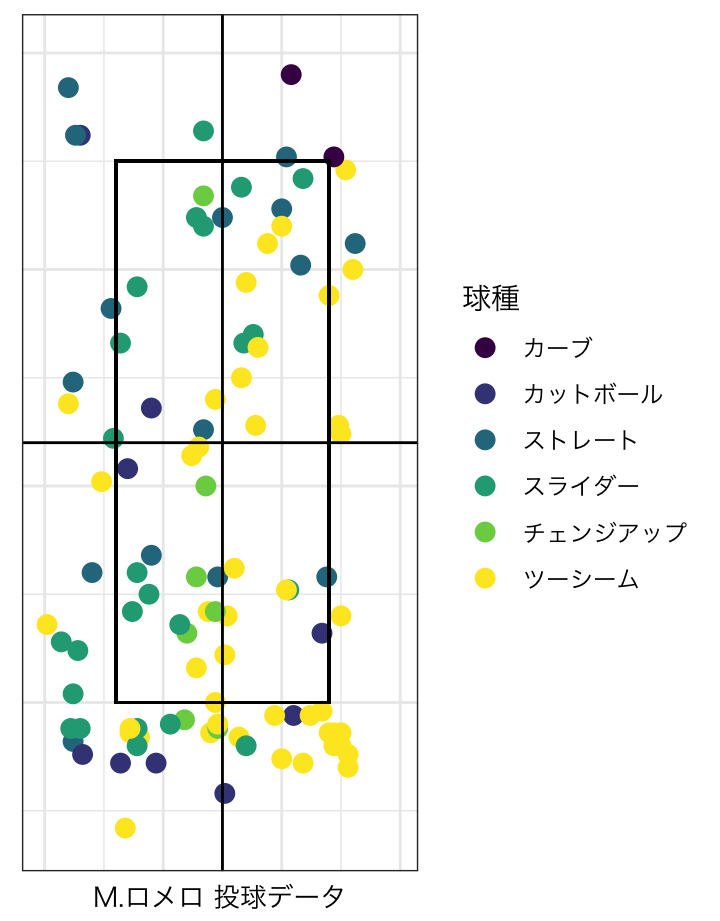 球種
カーブ
カットボール
ストレート
スライダー
チェンジアップ
ツーシーム
M.ロメロ 投球データ